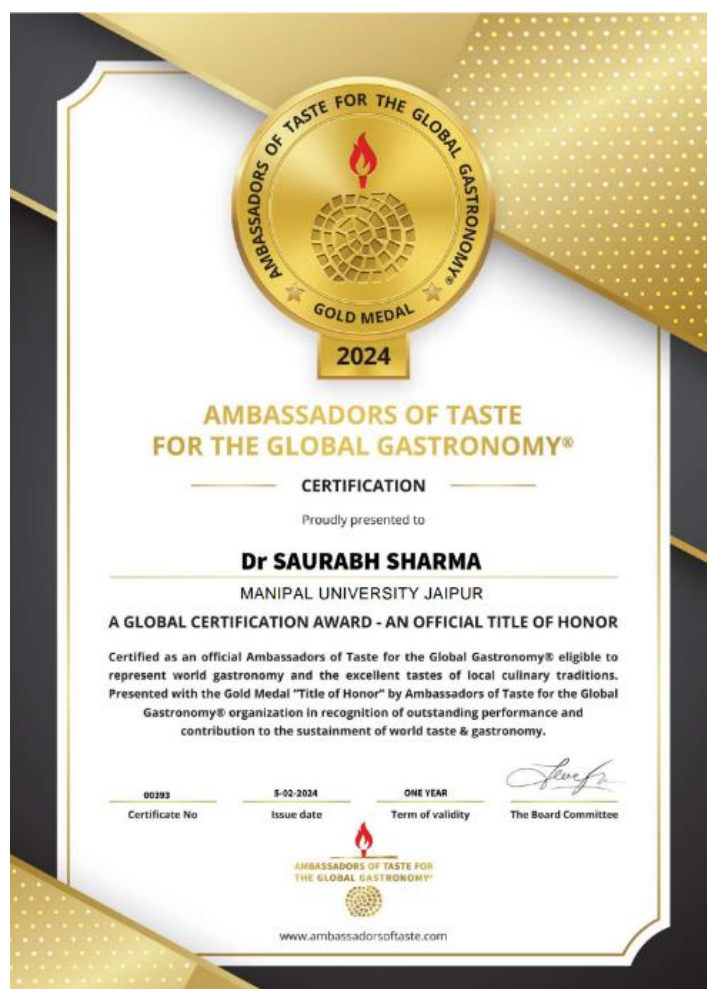 AMBASSADORS OF TASTE FOR THE GLOBAL GASTRONOMY®
GOLD MEDAL
2024
AMBASSADORS OF TASTE
FOR THE GLOBAL GASTRONOMY®
CERTIFICATION
Proudly presented to
Dr SAURABH SHARMA
MANIPAL UNIVERSITY JAIPUR
A GLOBAL CERTIFICATION AWARD - AN OFFICIAL TITLE OF HONOR
Certified as an official Ambassadors of Taste for the Global Gastronomy® eligible to
represent world gastronomy and the excellent tastes of local culinary traditions.
Presented with the Gold Medal "Title of Honor" by Ambassadors of Taste for the Global
Gastronomy® organization in recognition of outstanding performance and
contribution to the sustainment of world taste & gastronomy.
00393 5-02-2024 ONE YEAR
Certificate No Issue date Term of validity The Board Committee
AMBASSADORS OF TASTE FOR
THE GLOBAL GASTRONOMY®
www.ambassadorsoftaste.com